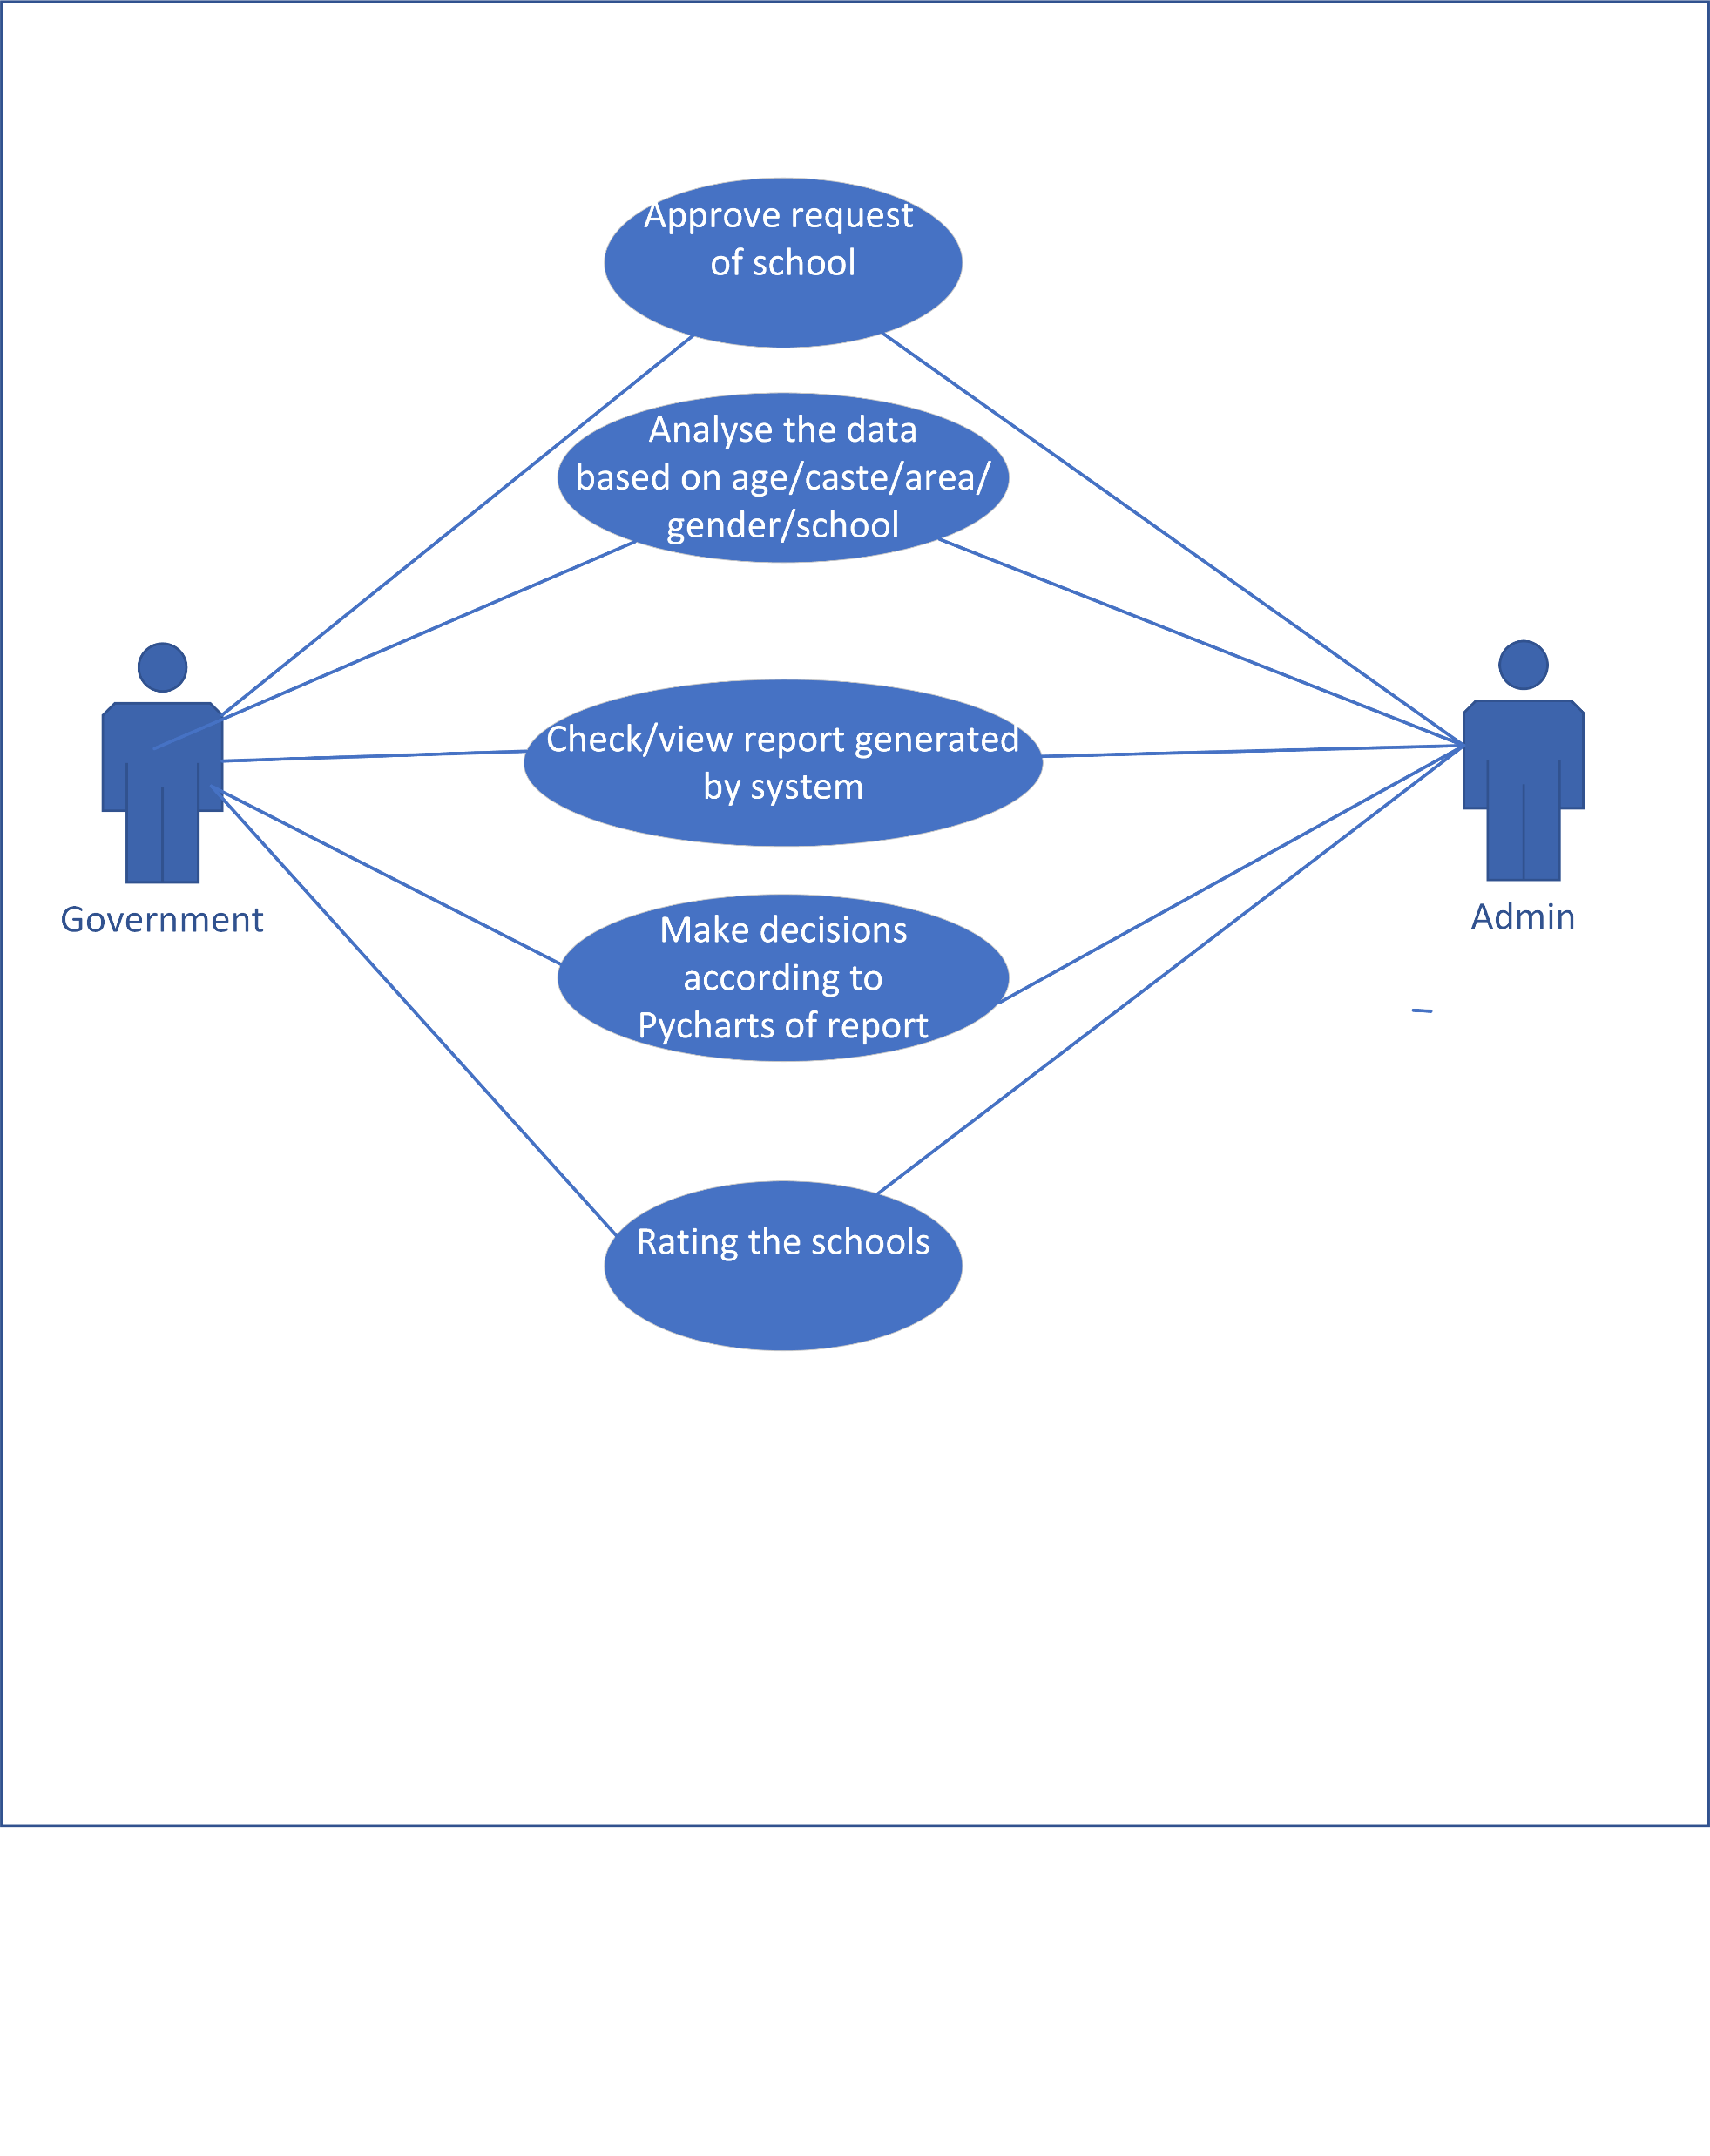 Approve request
of school
Analyse the data
based on age/caste/area/
gender/school
Check/view report generated
by system
Government
Admin
Make decisions
according to
Pycharts of report
Rating the schools